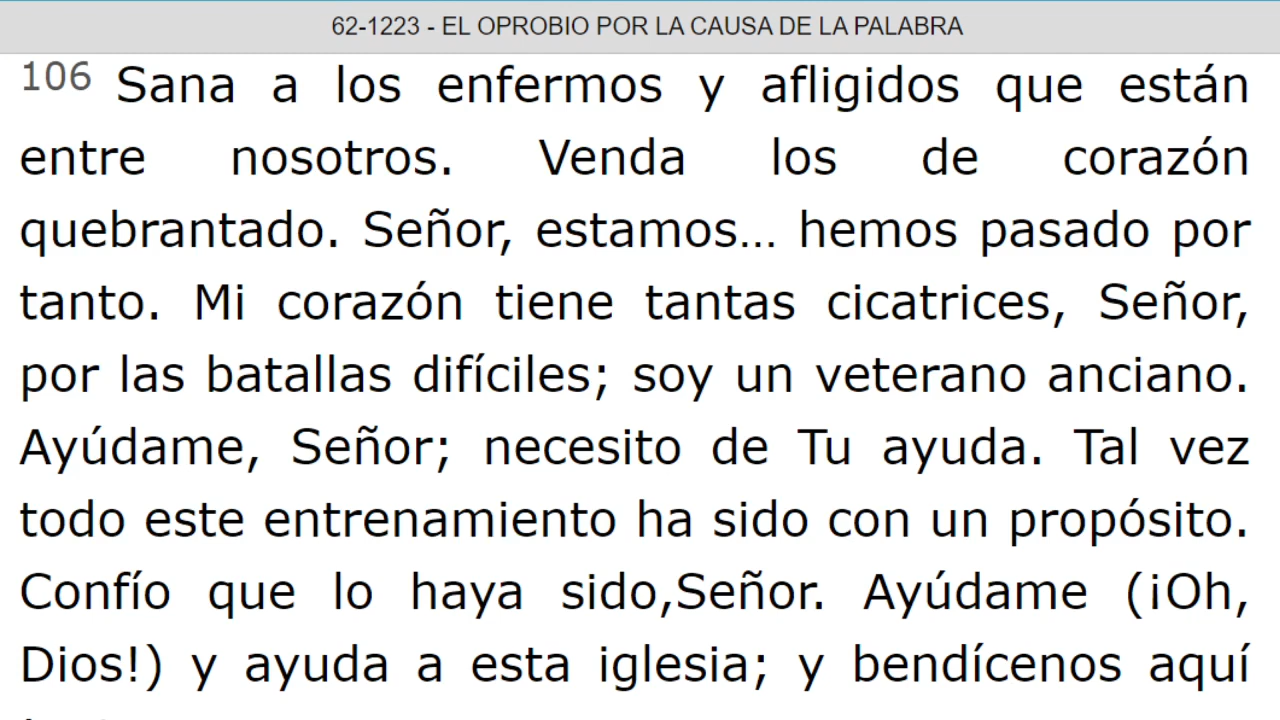 62-1223 - EL OPROBIO POR LA CAUSA DE LA PALABRA
106 Sana a los enfermos y afligidos que están
entre nosotros. Venda los de corazón
quebrantado. Señor, estamos... hemos pasado por
tanto. Mi corazón tiene tantas cicatrices, Señor,
por las batallas difíciles; soy un veterano anciano.
Ayúdame, Señor; necesito de Tu ayuda. Tal vez
todo este entrenamiento ha sido con un propósito.
Confío que lo haya sido,Señor. Ayúdame (¡Oh,
Dios!) y ayuda a esta iglesia; y bendícenos aquí